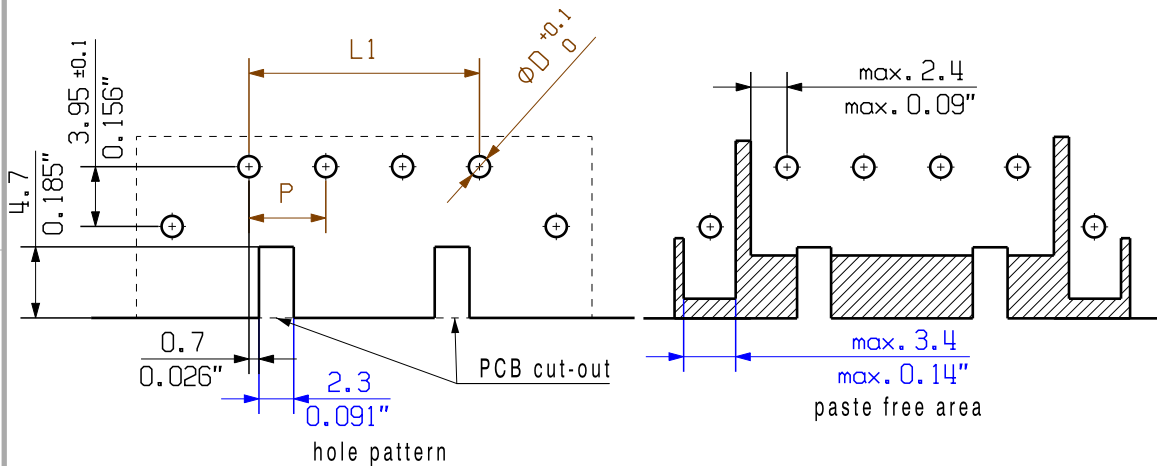 L1
ΦD +0.1 0
3.95 ±0.1
0.156"
4.7
0.185"
P
0.7
0.026"
2.3
0.091"
PCB cut-out
hole pattern
max. 2.4
max. 0.09"
max. 3.4
max. 0.14"
paste free area